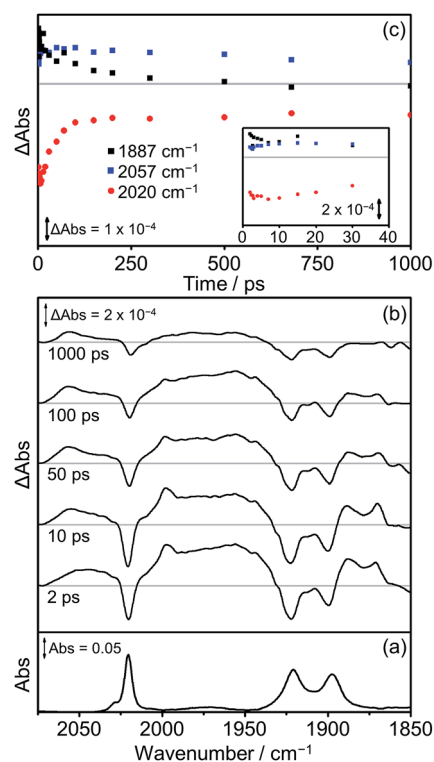 (c)
ΔAbs
1887 cm⁻¹
2057 cm⁻¹
2020 cm⁻¹
ΔAbs = 1 x 10⁻⁴
2 x 10⁻⁴
0 10 20 30 40
0 250 500 750 1000
Time / ps
ΔAbs = 2 x 10⁻⁴
(b)
1000 ps
100 ps
ΔAbs
50 ps
10 ps
2 ps
Abs = 0.05
(a)
Abs
2050 2000 1950 1900 1850
Wavenumber / cm⁻¹